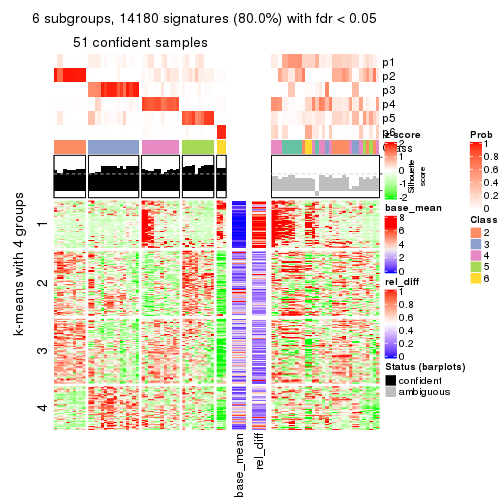 6 subgroups, 14180 signatures (80.0%) with fdr < 0.05
51 confident samples
p1
p2
p3
p4
p5
p6
Class
1
2
3
4
k-means with 4 groups
base_mean
rel_diff
z-score
2
1
0
-1
-2
Silhouette
score
base_mean
8
6
4
2
0
rel_diff
1
0.8
0.6
0.4
0.2
0
Status (barplots)
confident
ambiguous
Prob
1
0.8
0.6
0.4
0.2
0
Class
2
3
4
5
6